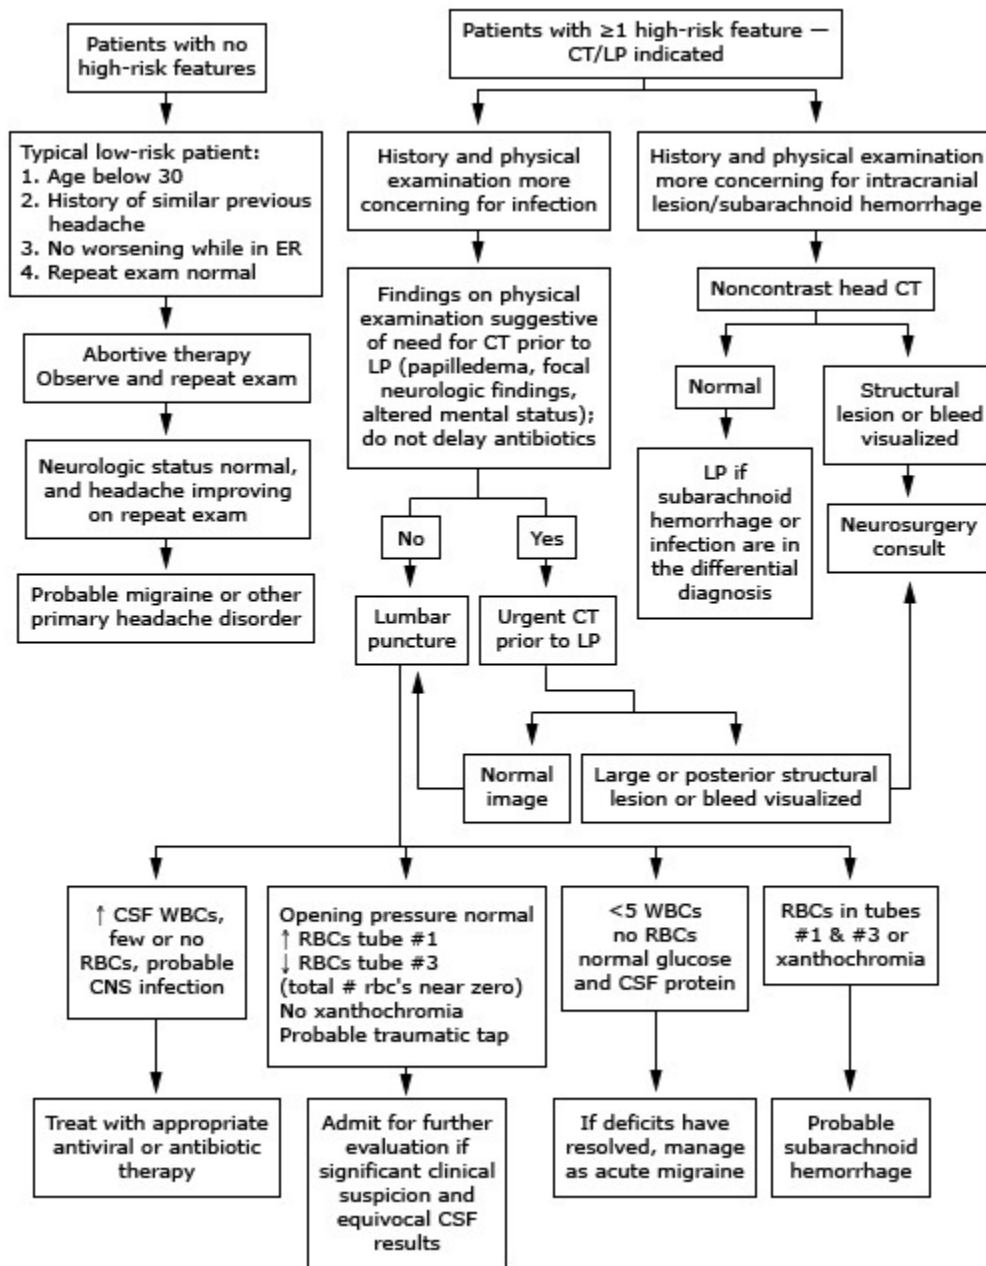 Patients with no
high-risk features
Typical low-risk patient:
1. Age below 30
2. History of similar previous
headache
3. No worsening while in ER
4. Repeat exam normal
Abortive therapy
Observe and repeat exam
Neurologic status normal,
and headache improving
on repeat exam
Probable migraine or other
primary headache disorder
Patients with ≥1 high-risk feature —
CT/LP indicated
History and physical
examination more
concerning for infection
Findings on physical
examination suggestive
of need for CT prior to
LP (papilledema, focal
neurologic findings,
altered mental status);
do not delay antibiotics
No
Yes
Lumbar
puncture
Urgent CT
prior to LP
Normal
image
Large or posterior structural
lesion or bleed visualized
History and physical examination
more concerning for intracranial
lesion/subarachnoid hemorrhage
Noncontrast head CT
Normal
Structural
lesion or bleed
visualized
LP if
subarachnoid
hemorrhage or
infection are in
the differential
diagnosis
Neurosurgery
consult
↑ CSF WBCs,
few or no
RBCs, probable
CNS infection
Opening pressure normal
↑ RBCs tube #1
↓ RBCs tube #3
(total # rbc's near zero)
No xanthochromia
Probable traumatic tap
<5 WBCs
no RBCs
normal glucose
and CSF protein
RBCs in tubes
#1 & #3 or
xanthochromia
Treat with appropriate
antiviral or antibiotic
therapy
Admit for further
evaluation if
significant clinical
suspicion and
equivocal CSF
results
If deficits have
resolved, manage
as acute migraine
Probable
subarachnoid
hemorrhage